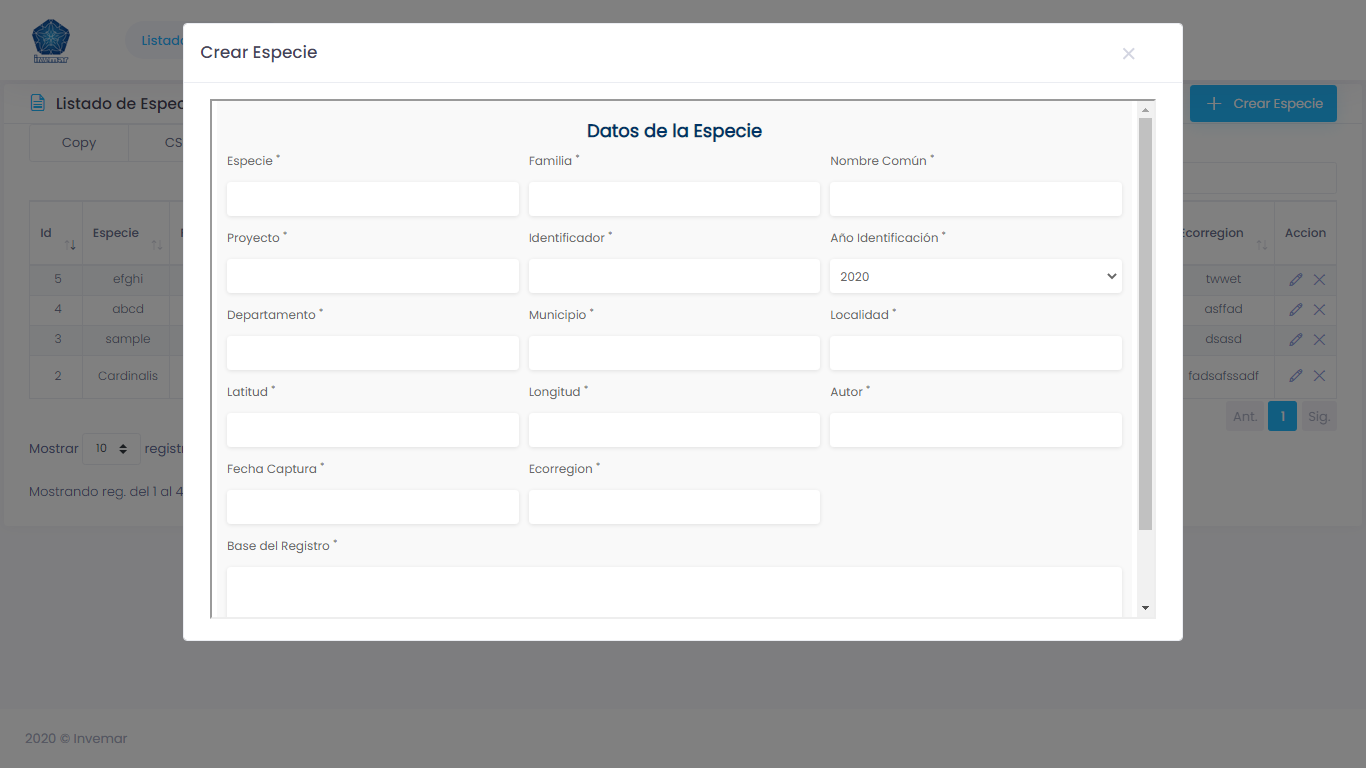 Listado
Crear Especie
Listado de Espec
Crear Especie
Copy
CS
Datos de la Especie
Especie * Familia * Nombre Común *
Proyecto * Identificador * Año Identificación *
2020
Departamento * Municipio * Localidad *
Latitud * Longitud * Autor *
Fecha Captura * Ecorregion *
Base del Registro *
Id Especie Ecorregion Accion
5 efghi twwet
4 abcd asffad
3 sample dsasd
2 Cardinalis fadsafssadf
Ant. 1 Sig.
Mostrar 10 registr
Mostrando reg. del 1 al 4
2020 © Invemar